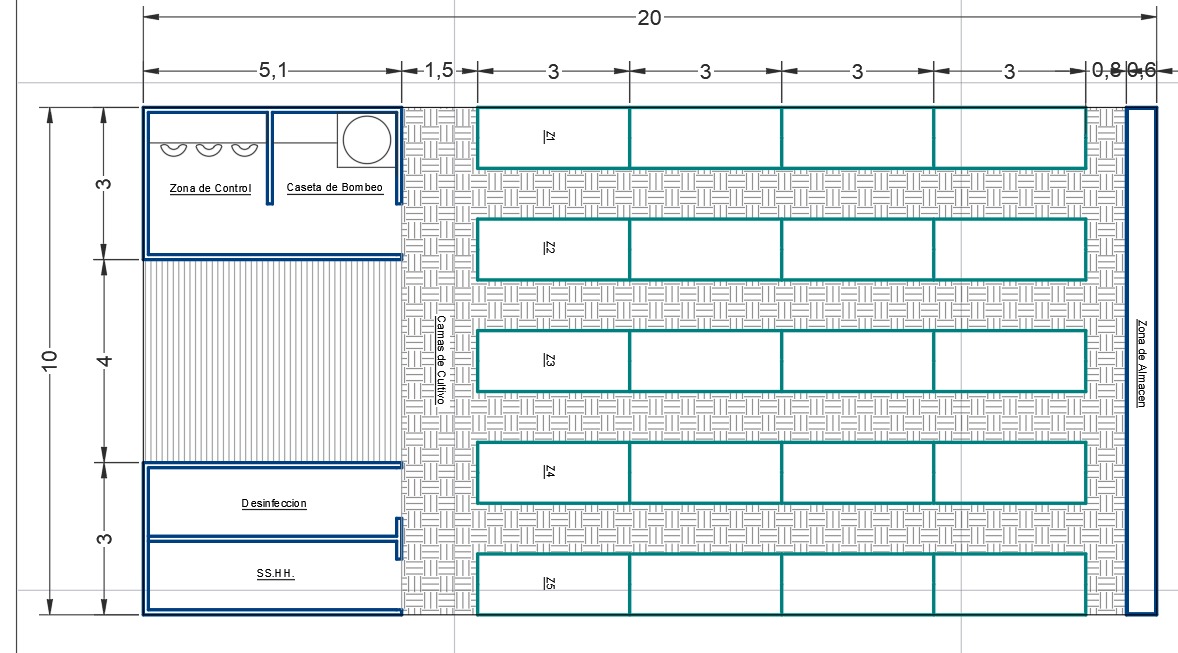 20
5,1
1,5
3
3
3
3
0,8
0,6
3
4
3
10
Zona de Control
Caseta de Bombeo
Desinfeccion
SS.HH.
Camas de Cultivo
Z1
Z2
Z3
Z4
Z5
Zona de Almacen